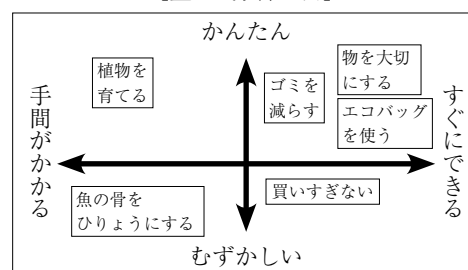 かんたん
植物を
育てる
ゴミを
減らす
物を大切
にする
エコバッグ
を使う
手間がかかる
すぐにできる
魚の骨を
ひりょうにする
買いすぎない
むずかしい